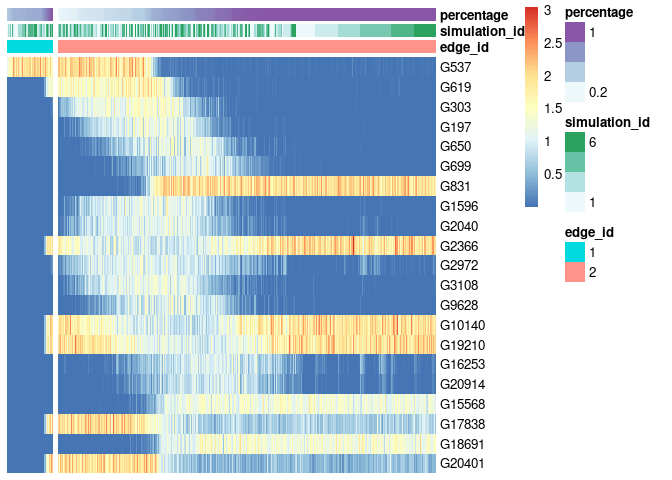 percentage
simulation_id
edge_id
G537
G619
G303
G197
G650
G699
G831
G1596
G2040
G2366
G2972
G3108
G9628
G10140
G19210
G16253
G20914
G15568
G17838
G18691
G20401
3
2.5
2
1.5
1
0.5
percentage
1
0.2
simulation_id
6
1
edge_id
1
2